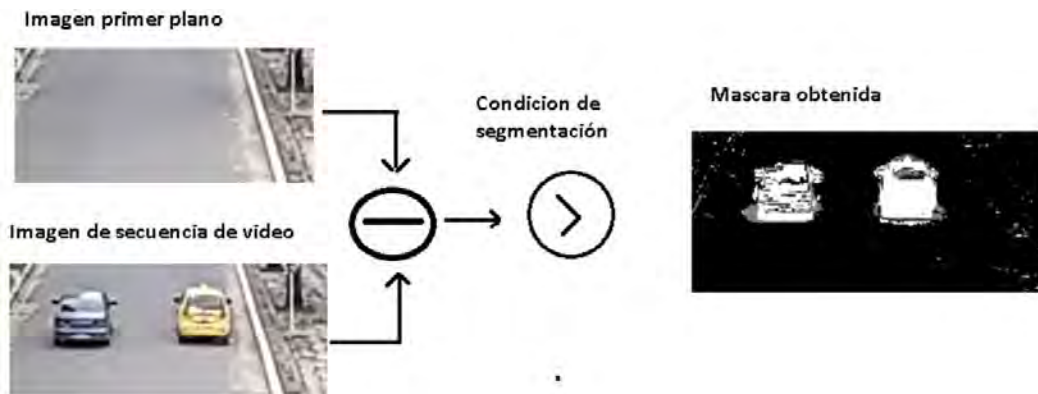 Imagen primer plano
Condicion de
segmentación
Mascara obtenida
Imagen de secuencia de video